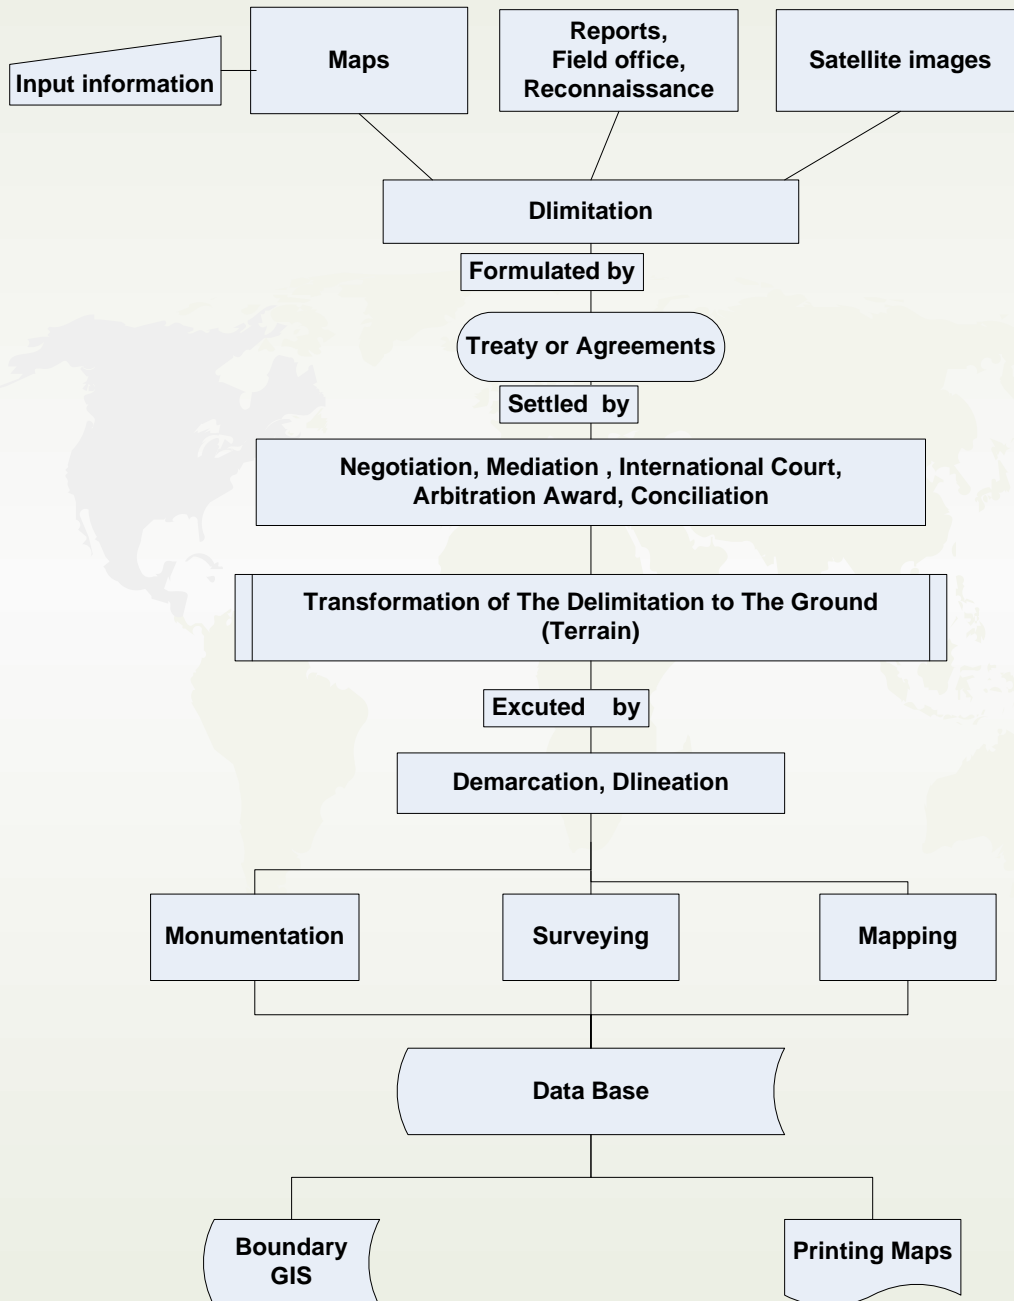 Input information
Maps
Reports,
Field office,
Reconnaissance
Satellite images
Dlimitation
Formulated by
Treaty or Agreements
Settled by
Negotiation, Mediation , International Court,
Arbitration Award, Conciliation
Transformation of The Delimitation to The Ground
(Terrain)
Excuted by
Demarcation, Dlineation
Monumentation
Surveying
Mapping
Data Base
Boundary
GIS
Printing Maps